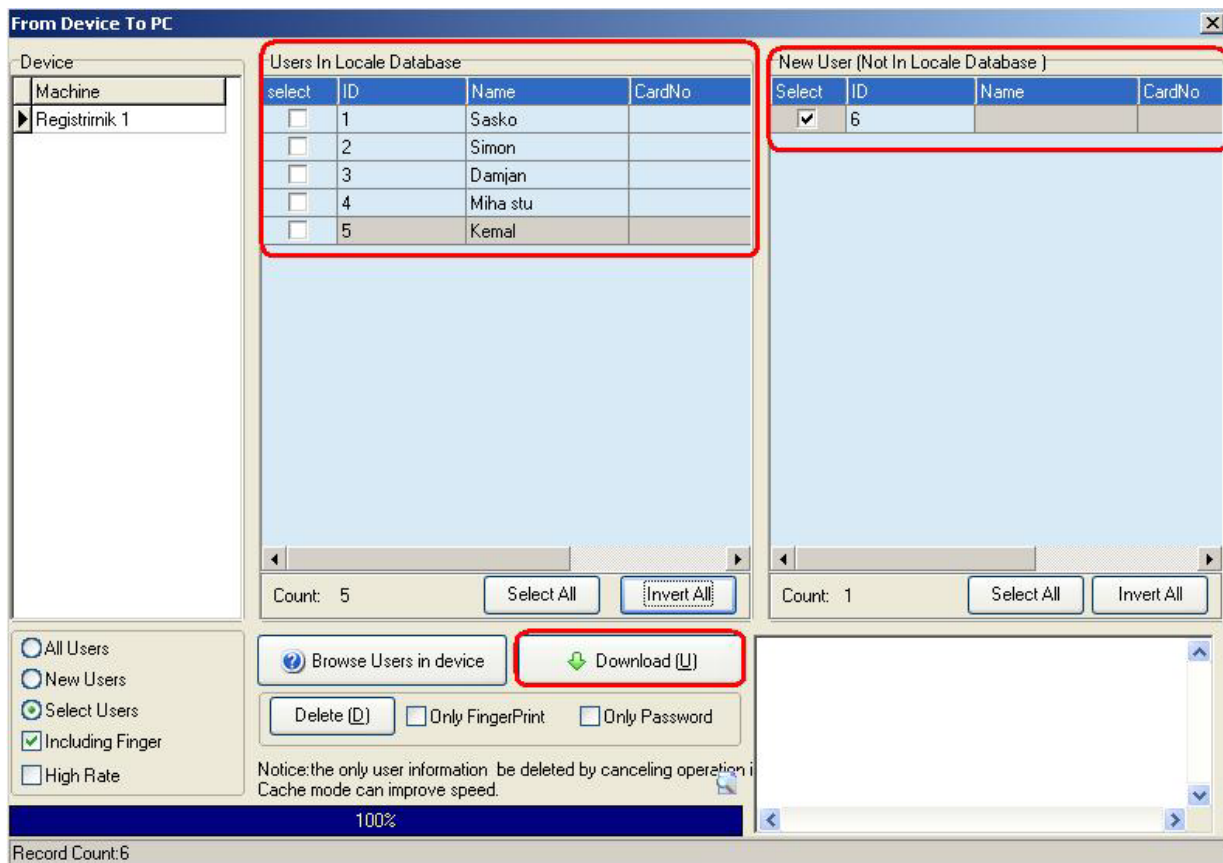 From Device To PC
Device
Machine
Registrirnik 1
Users In Locale Database
select ID Name CardNo
1 Sasko
2 Simon
3 Damjan
4 Miha stu
5 Kemal
Count: 5 Select All Invert All
New User (Not In Locale Database )
Select ID Name CardNo
6
Count: 1 Select All Invert All
All Users
New Users
Select Users
Including Finger
High Rate
Browse Users in device Download (U)
Delete (D) Only FingerPrint Only Password
Notice:the only user information be deleted by canceling operation i
Cache mode can improve speed.
100%
Record Count:6